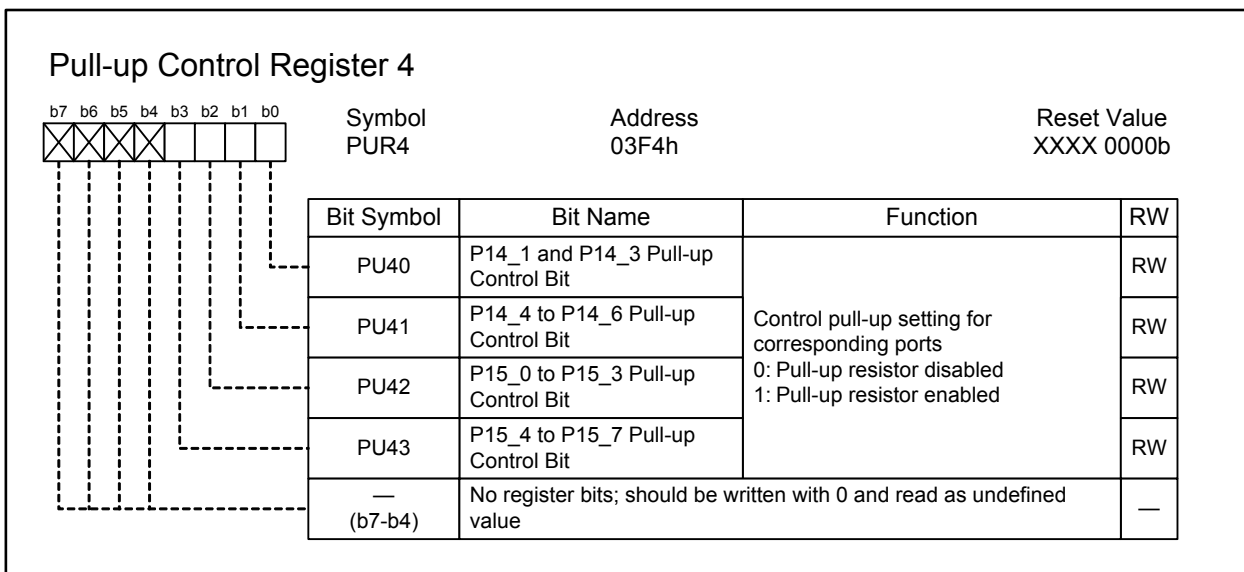 Pull-up Control Register 4
b7 b6 b5 b4 b3 b2 b1 b0
Symbol Address Reset Value
PUR4 03F4h XXXX 0000b
Bit Symbol Bit Name Function RW
PU40 P14_1 and P14_3 Pull-up
Control Bit
RW
PU41 P14_4 to P14_6 Pull-up
Control Bit
RW
PU42 P15_0 to P15_3 Pull-up
Control Bit
RW
PU43 P15_4 to P15_7 Pull-up
Control Bit
RW
Control pull-up setting for
corresponding ports
0: Pull-up resistor disabled
1: Pull-up resistor enabled
—
(b7-b4)
No register bits; should be written with 0 and read as undefined
value
—